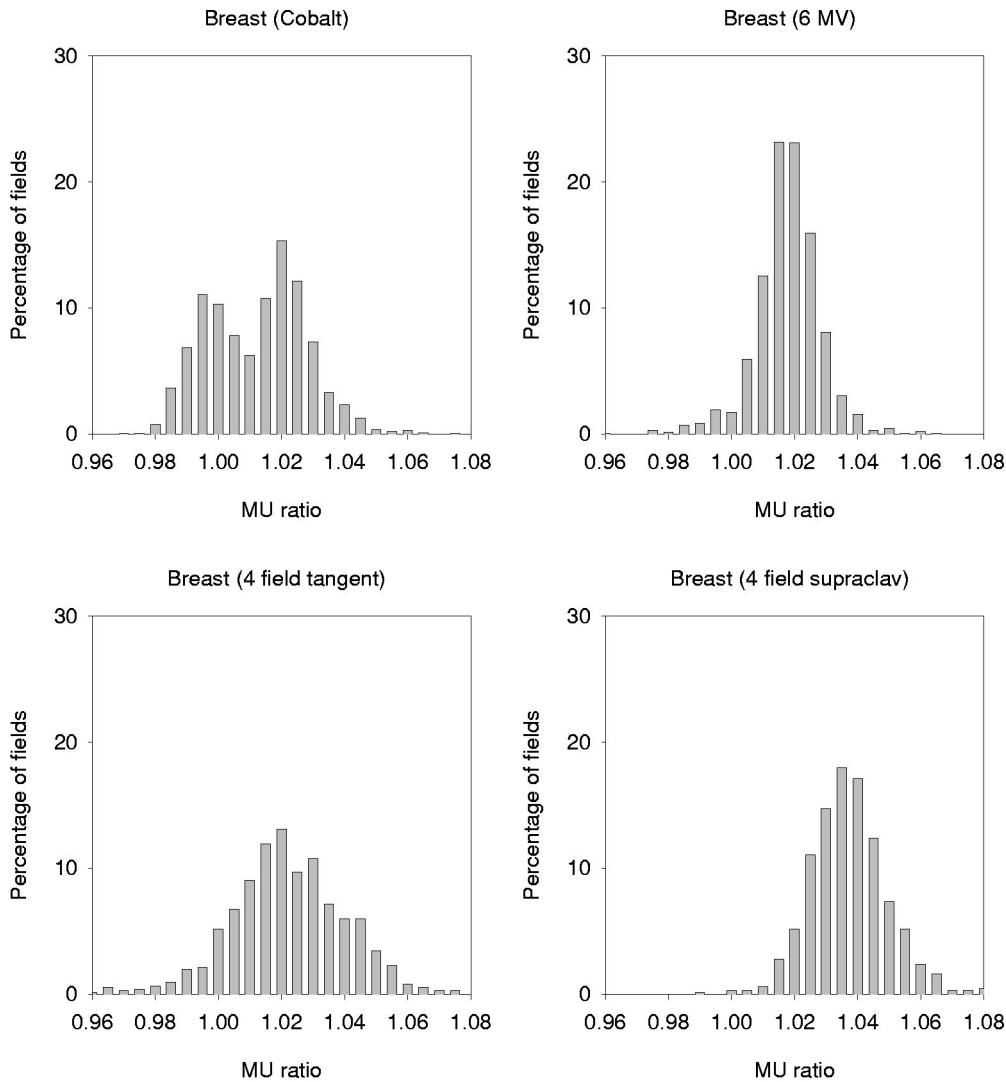 Breast (Cobalt)
30
20
10
0
0.96 0.98 1.00 1.02 1.04 1.06 1.08
Percentage of fields
MU ratio
Breast (6 MV)
30
20
10
0
0.96 0.98 1.00 1.02 1.04 1.06 1.08
Percentage of fields
MU ratio
Breast (4 field tangent)
30
20
10
0
0.96 0.98 1.00 1.02 1.04 1.06 1.08
Percentage of fields
MU ratio
Breast (4 field supraclav)
30
20
10
0
0.96 0.98 1.00 1.02 1.04 1.06 1.08
Percentage of fields
MU ratio